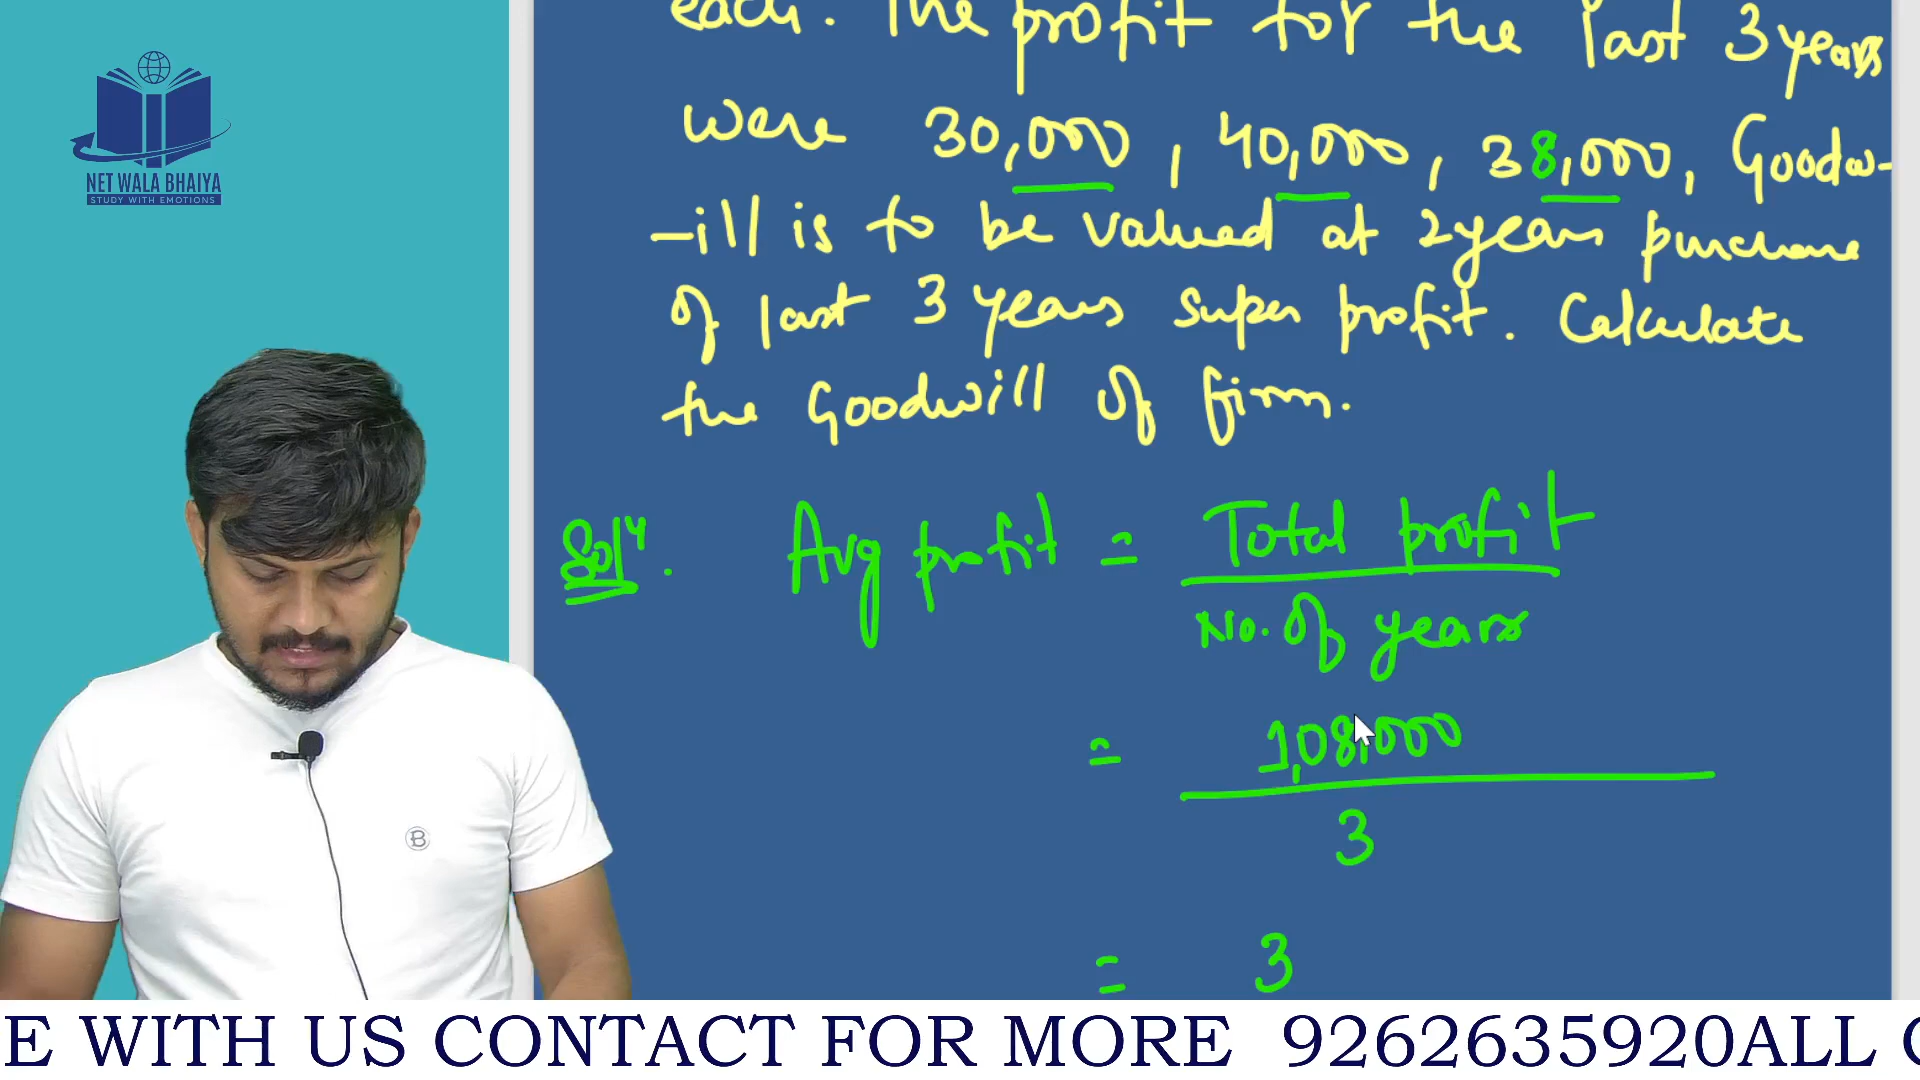 NET WALA BHAIYA
STUDY WITH EMOTIONS
each. The profit for the last 3 years
were 30,000, 40,000, 38,000, Goodw-
-ill is to be valued at 2 years purchase
of last 3 years super profit. Calculate
the Goodwill of firm.
Solⁿ. Avg profit = Total profit
No. of years
= 1,08,000
3
= 3
B
E WITH US CONTACT FOR MORE 9262635920ALL